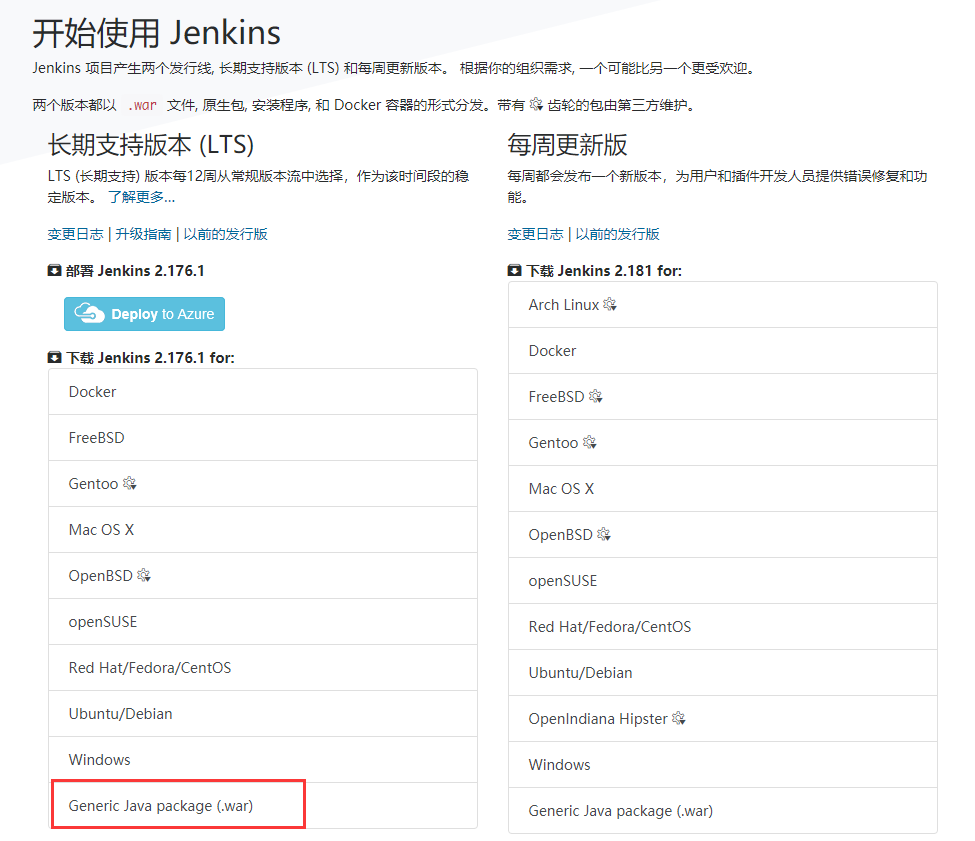 开始使用 Jenkins
Jenkins 项目产生两个发行线, 长期支持版本 (LTS) 和每周更新版本。 根据你的组织需求, 一个可能比另一个更受欢迎。
两个版本都以 .war 文件, 原生包, 安装程序, 和 Docker 容器的形式分发。带有 齿轮的包由第三方维护。
长期支持版本 (LTS)
LTS (长期支持) 版本每12周从常规版本流中选择，作为该时间段的稳
定版本。 了解更多...
变更日志 | 升级指南 | 以前的发行版
部署 Jenkins 2.176.1
Deploy to Azure
下载 Jenkins 2.176.1 for:
Docker
FreeBSD
Gentoo
Mac OS X
OpenBSD
openSUSE
Red Hat/Fedora/CentOS
Ubuntu/Debian
Windows
Generic Java package (.war)
每周更新版
每周都会发布一个新版本，为用户和插件开发人员提供错误修复和功
能。
变更日志 | 以前的发行版
下载 Jenkins 2.181 for:
Arch Linux
Docker
FreeBSD
Gentoo
Mac OS X
OpenBSD
openSUSE
Red Hat/Fedora/CentOS
Ubuntu/Debian
OpenIndiana Hipster
Windows
Generic Java package (.war)